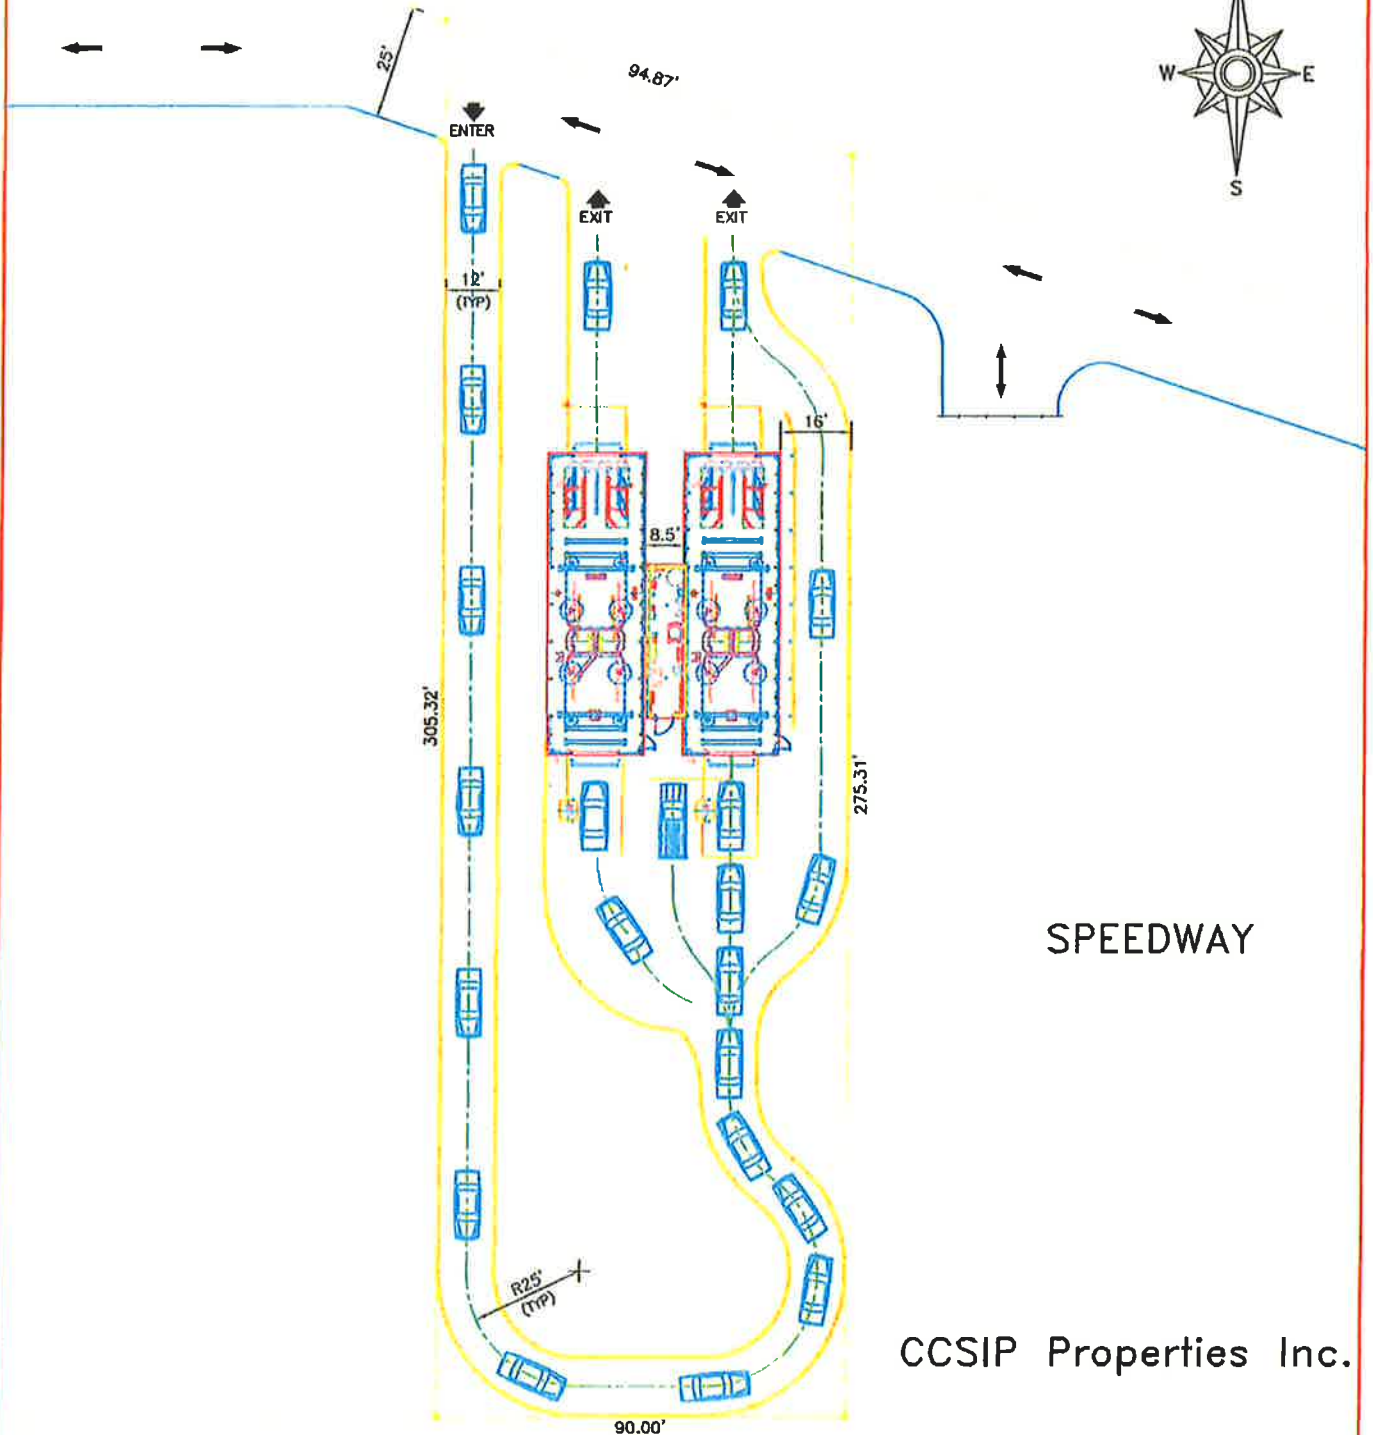 25'
94.87'
W E
S
ENTER
EXIT EXIT
12'
(TYP)
16'
8.5'
305.32'
275.31'
SPEEDWAY
R25'
(TYP)
CCSIP Properties Inc.
90.00'